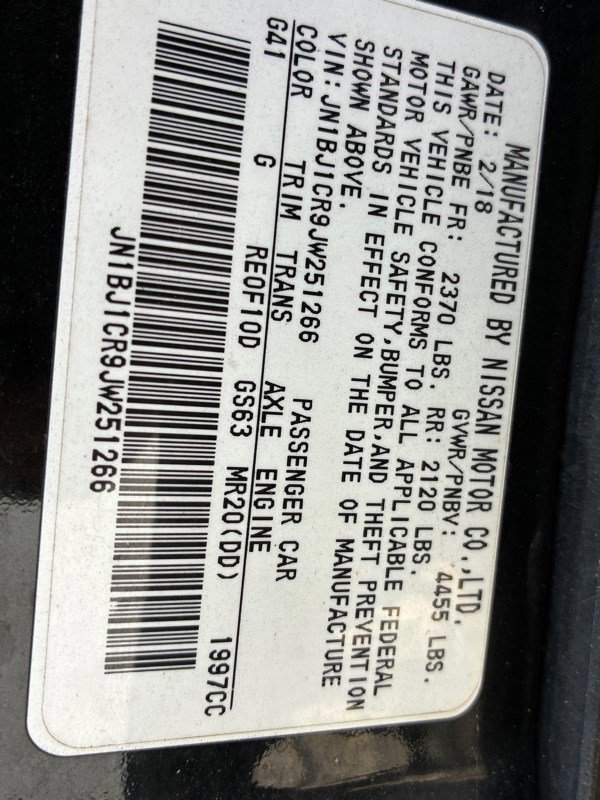 MANUFACTURED BY NISSAN MOTOR CO.,LTD.
DATE: 2/18 GVWR/PNBV: 4455 LBS.
GAWR/PNBE FR: 2370 LBS. RR: 2120 LBS.
THIS VEHICLE CONFORMS TO ALL APPLICABLE FEDERAL
MOTOR VEHICLE SAFETY,BUMPER,AND THEFT PREVENTION
STANDARDS IN EFFECT ON THE DATE OF MANUFACTURE
SHOWN ABOVE.
VIN:JN1BJ1CR9JW251266 PASSENGER CAR
COLOR TRIM TRANS AXLE ENGINE
G41 G RE0F10D GS63 MR20(DD) 1997CC
JN1BJ1CR9JW251266